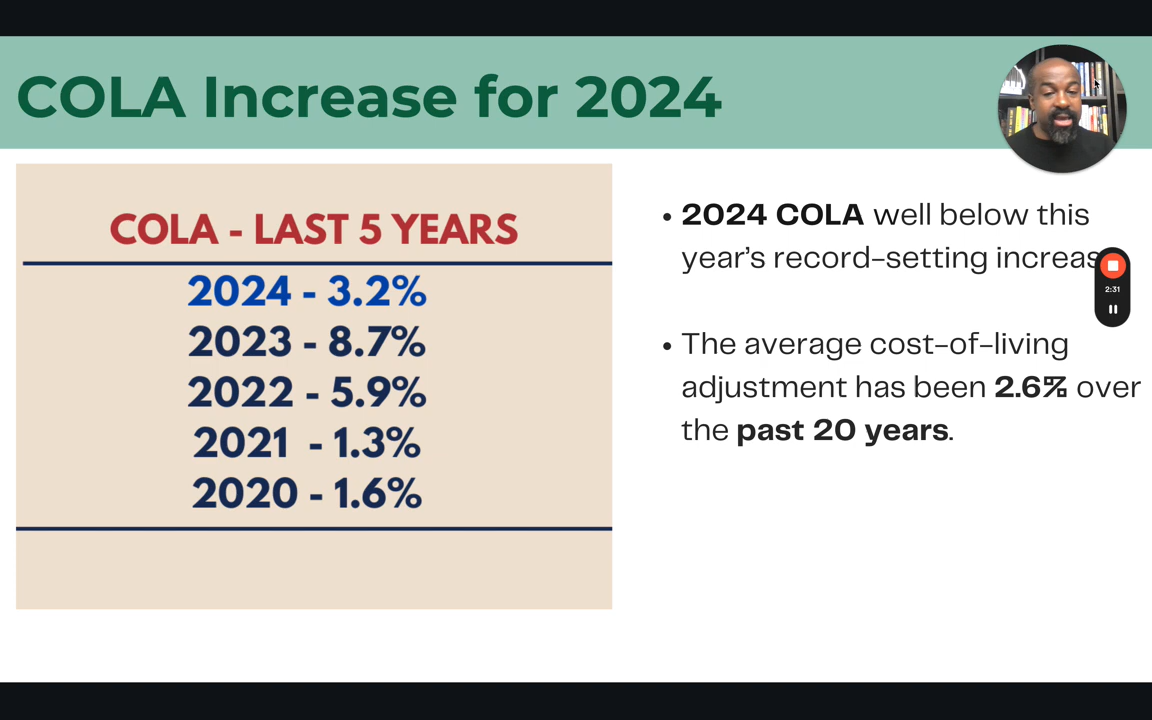 COLA Increase for 2024
COLA - LAST 5 YEARS
2024 - 3.2%
2023 - 8.7%
2022 - 5.9%
2021 - 1.3%
2020 - 1.6%
• 2024 COLA well below this
year’s record-setting increas
2:31
• The average cost-of-living
adjustment has been 2.6% over
the past 20 years.